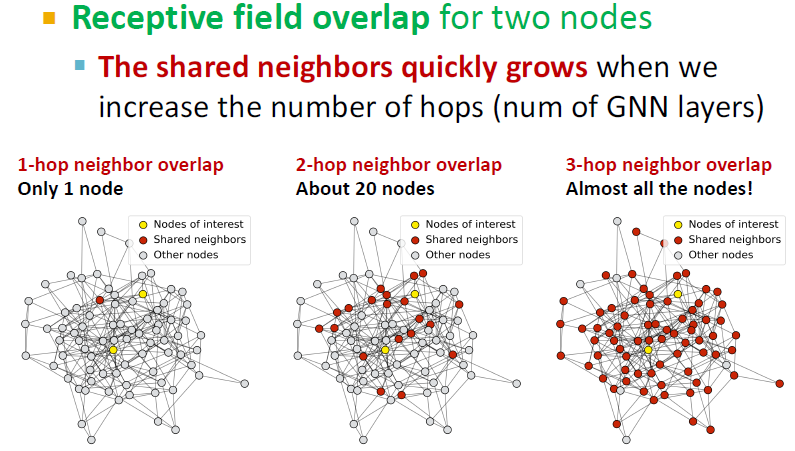 Receptive field overlap for two nodes
The shared neighbors quickly grows when we
increase the number of hops (num of GNN layers)
1-hop neighbor overlap
Only 1 node
Nodes of interest
Shared neighbors
Other nodes
2-hop neighbor overlap
About 20 nodes
Nodes of interest
Shared neighbors
Other nodes
3-hop neighbor overlap
Almost all the nodes!
Nodes of interest
Shared neighbors
Other nodes